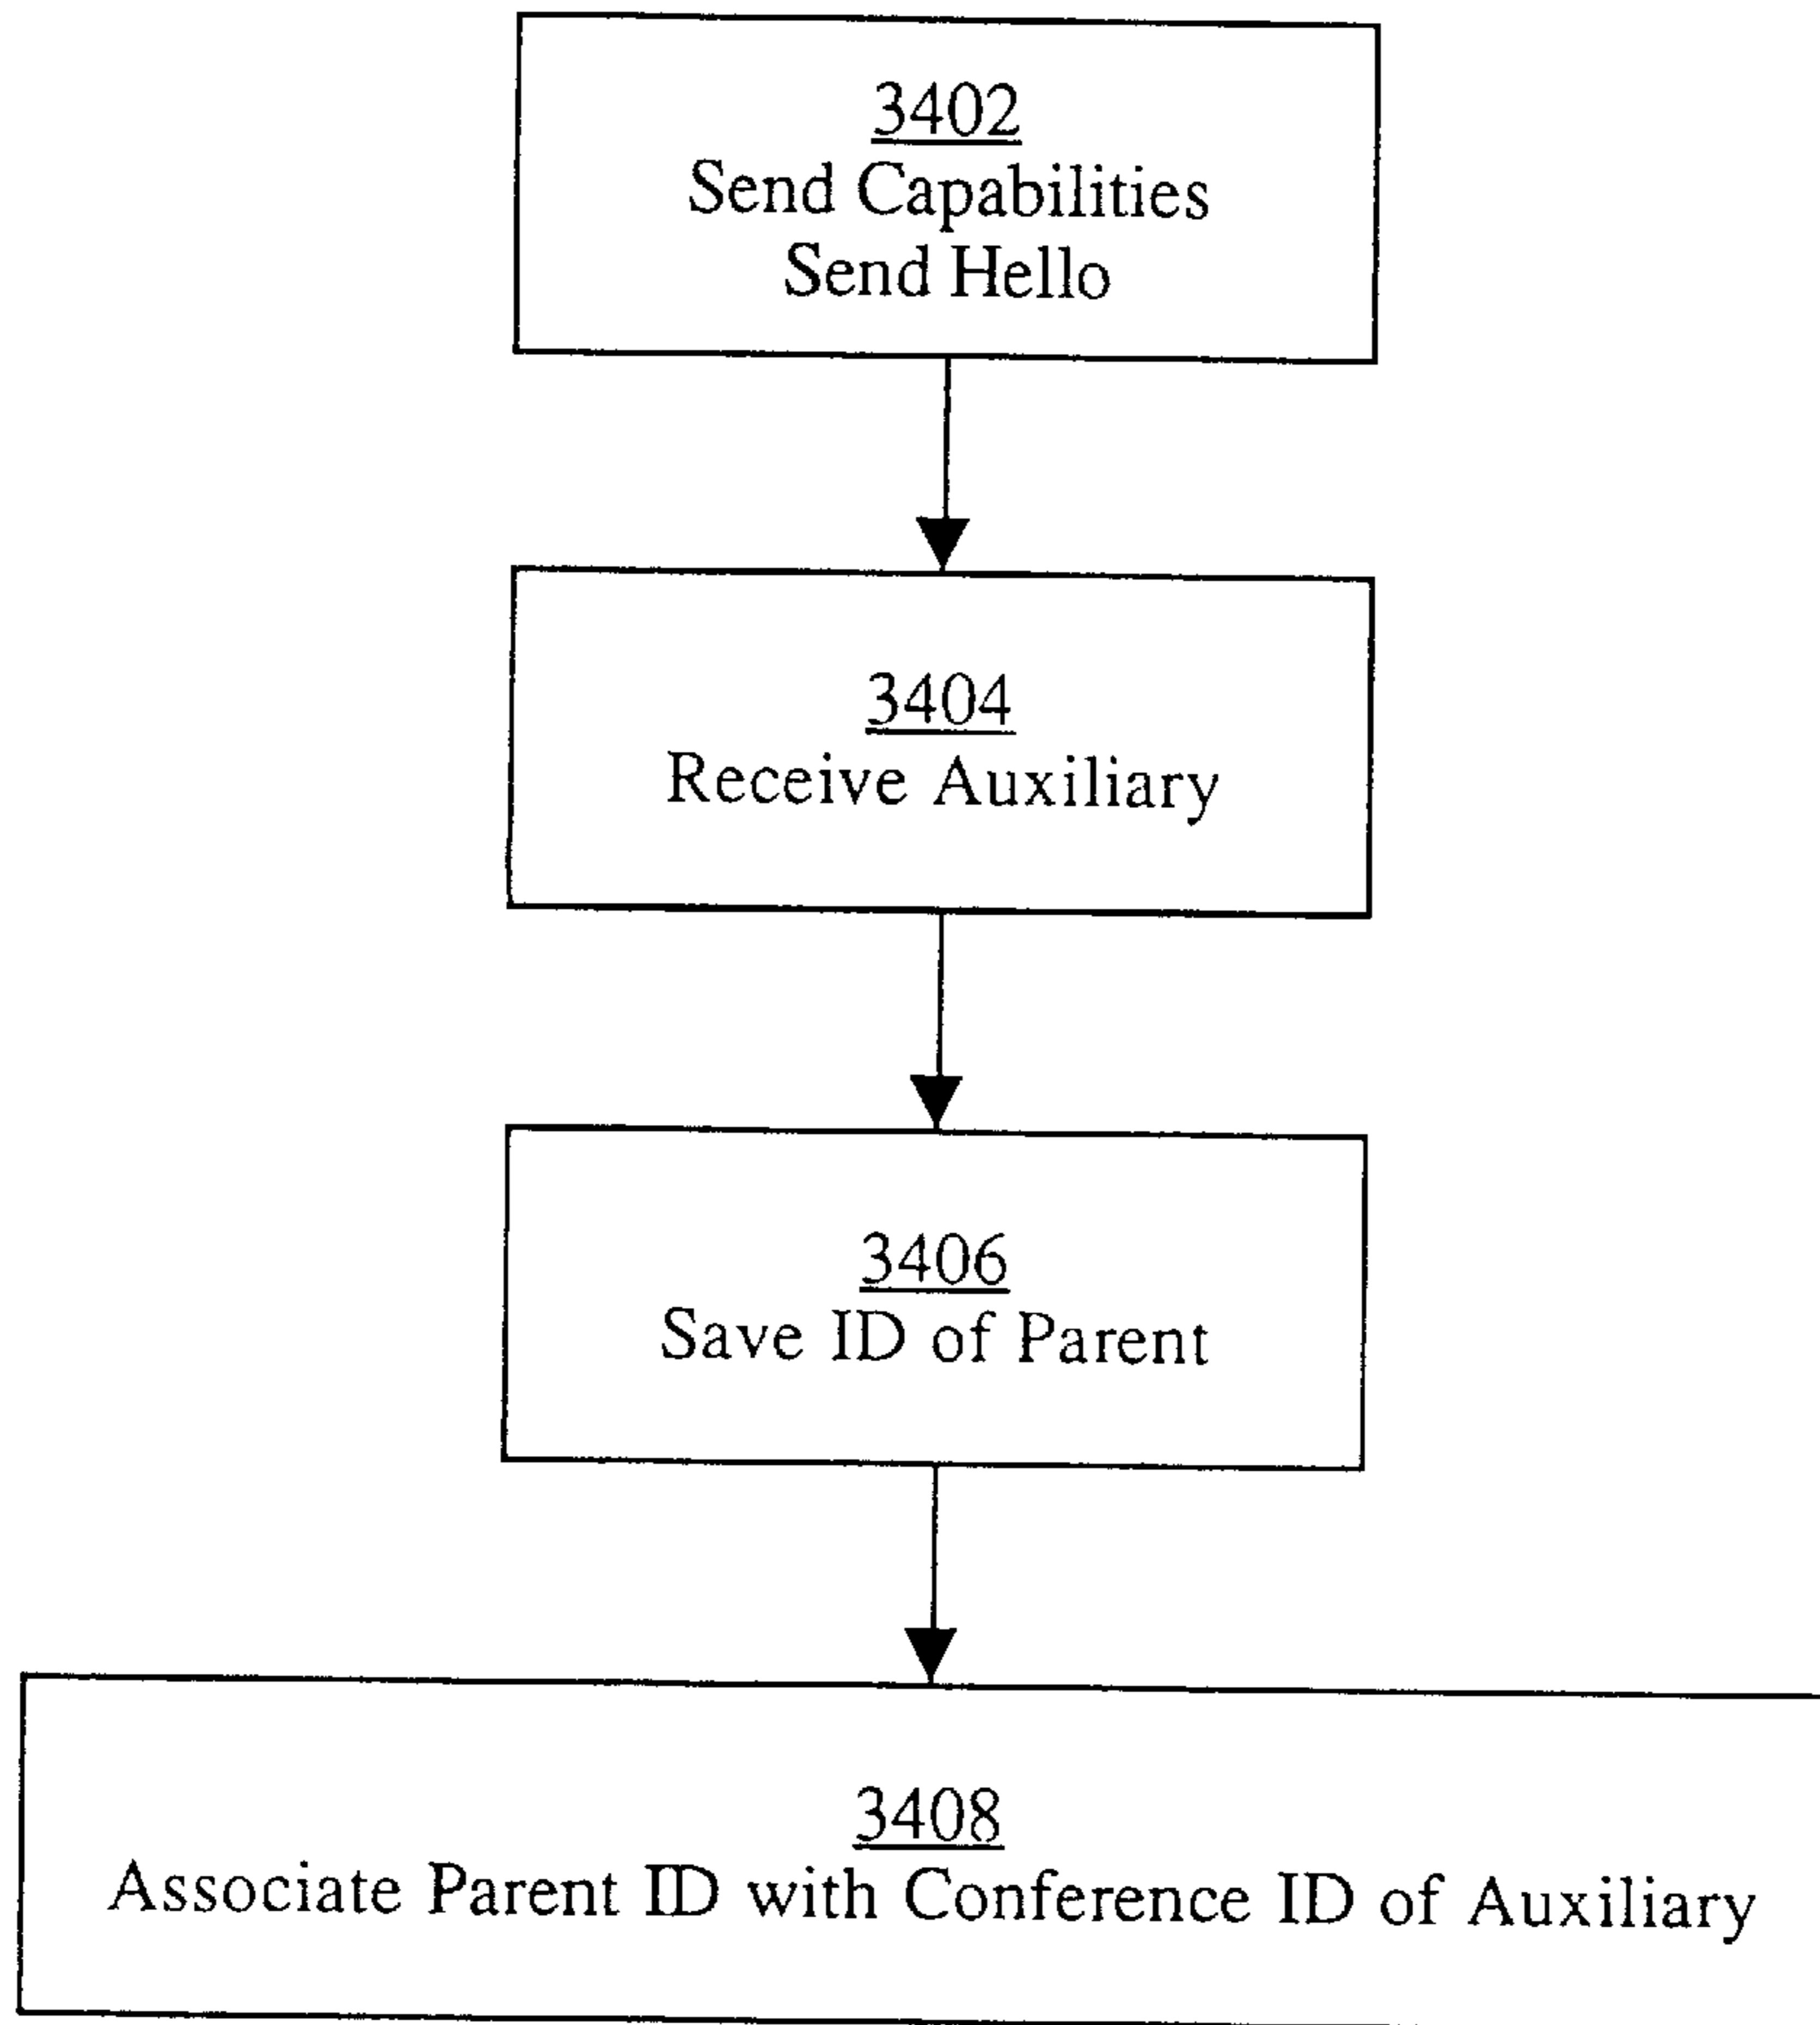 3402
Send Capabilities
Send Hello
3404
Receive Auxiliary
3406
Save ID of Parent
3408
Associate Parent ID with Conference ID of Auxiliary